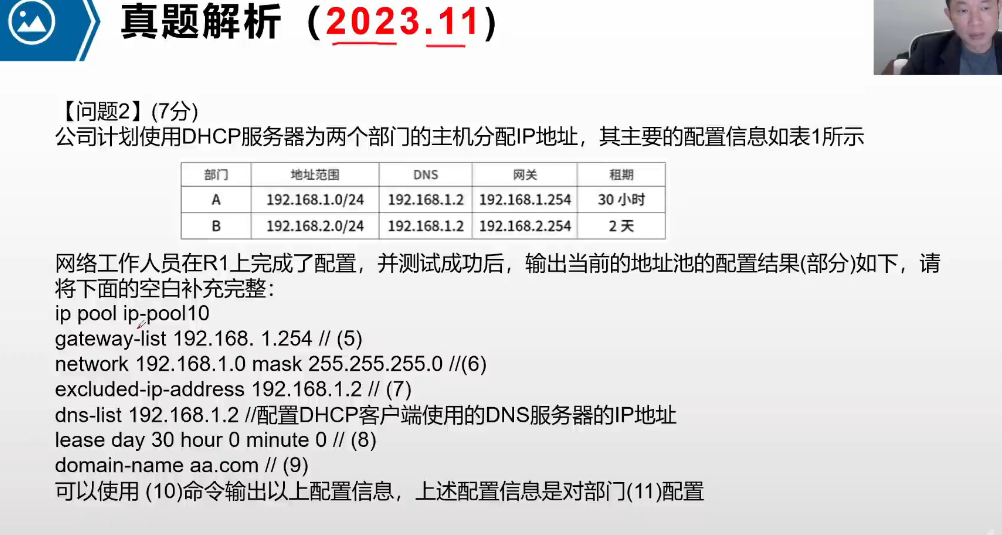 真题解析（2023.11)
【问题2】(7分)
公司计划使用DHCP服务器为两个部门的主机分配IP地址，其主要的配置信息如表1所示
部门 地址范围 DNS 网关 租期
A 192.168.1.0/24 192.168.1.2 192.168.1.254 30 小时
B 192.168.2.0/24 192.168.1.2 192.168.2.254 2 天
网络工作人员在R1上完成了配置，并测试成功后，输出当前的地址池的配置结果(部分)如下，请
将下面的空白补充完整：
ip pool ip-pool10
gateway-list 192.168. 1.254 // (5)
network 192.168.1.0 mask 255.255.255.0 //(6)
excluded-ip-address 192.168.1.2 // (7)
dns-list 192.168.1.2 //配置DHCP客户端使用的DNS服务器的IP地址
lease day 30 hour 0 minute 0 // (8)
domain-name aa.com // (9)
可以使用 (10)命令输出以上配置信息，上述配置信息是对部门(11)配置